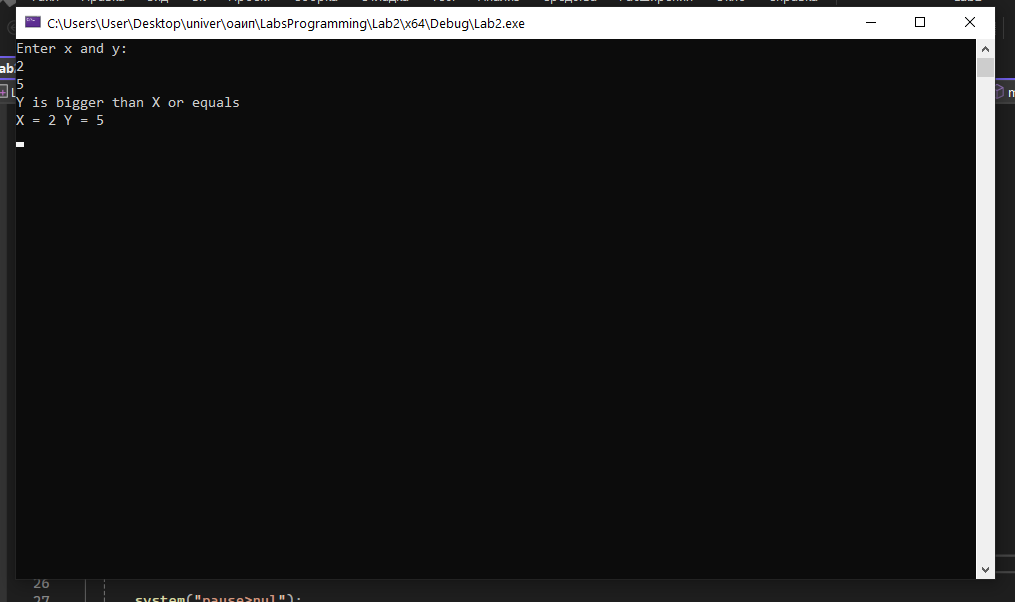 C:\Users\User\Desktop\univer\оаип\LabsProgramming\Lab2\x64\Debug\Lab2.exe
Enter x and y:
2
5
Y is bigger than X or equals
X = 2 Y = 5
26
27 system("pause>nul");